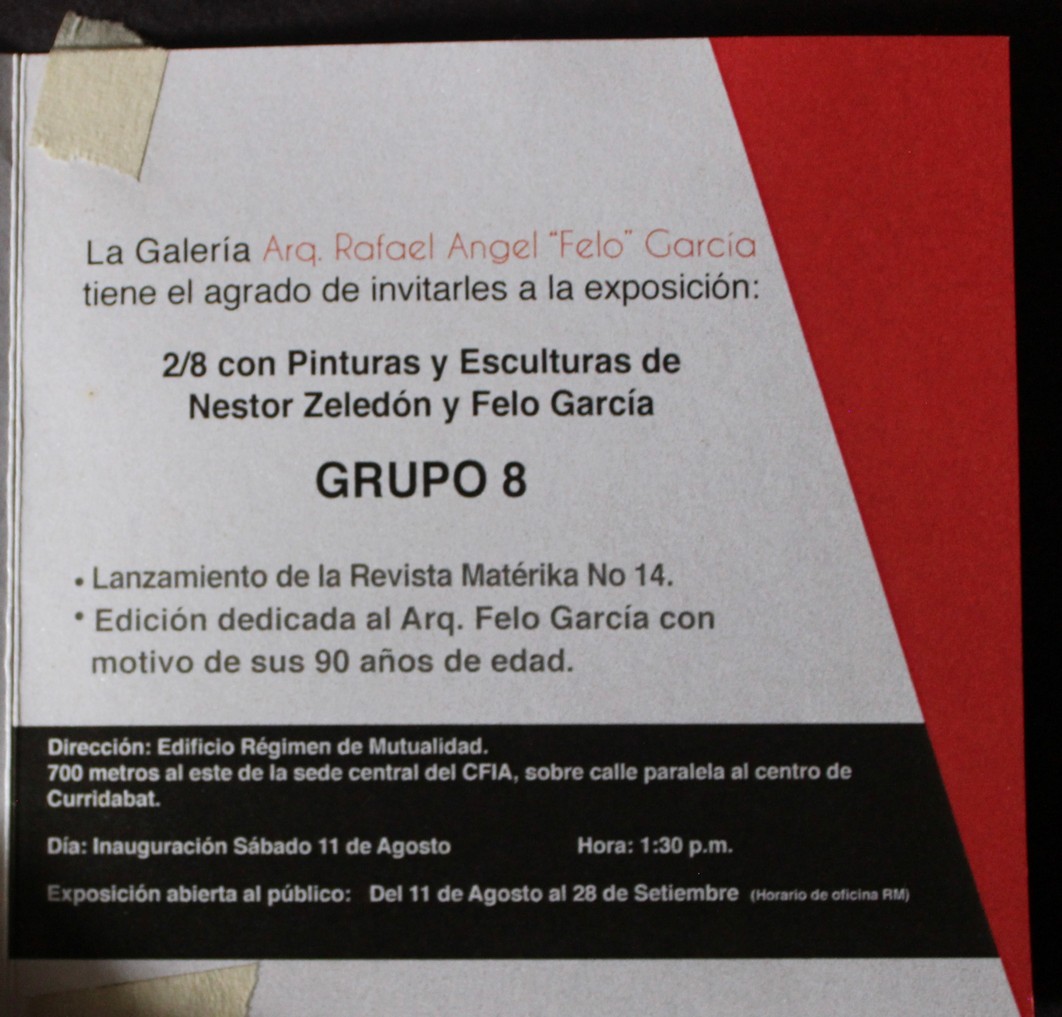 La Galería Arq. Rafael Angel "Felo" García
tiene el agrado de invitarles a la exposición:
2/8 con Pinturas y Esculturas de
Nestor Zeledón y Felo García
GRUPO 8
• Lanzamiento de la Revista Matérika No 14.
• Edición dedicada al Arq. Felo García con
motivo de sus 90 años de edad.
Dirección: Edificio Régimen de Mutualidad.
700 metros al este de la sede central del CFIA, sobre calle paralela al centro de
Curridabat.
Día: Inauguración Sábado 11 de Agosto Hora: 1:30 p.m.
Exposición abierta al público: Del 11 de Agosto al 28 de Setiembre (Horario de oficina RM)